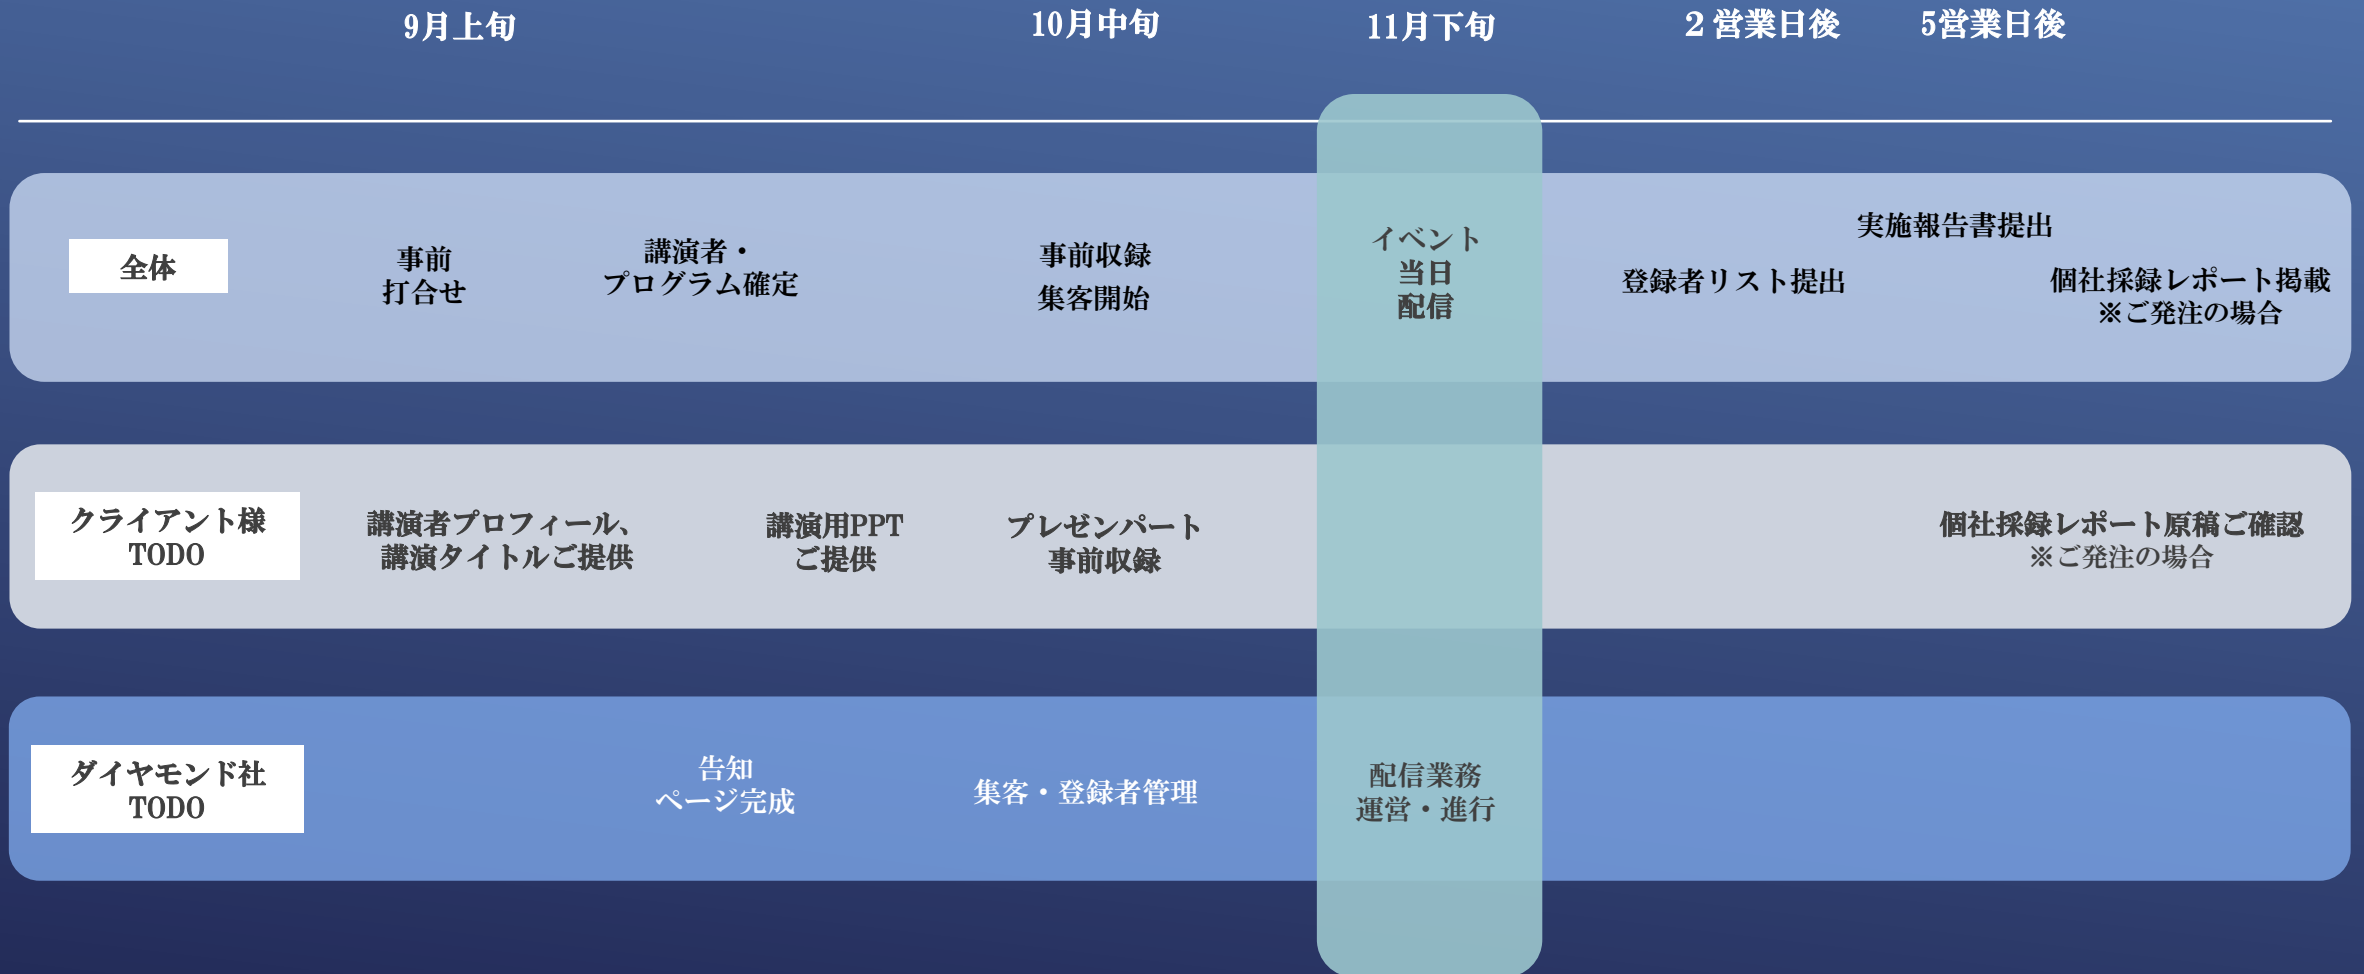 9月上旬
10月中旬
11月下旬
２営業日後
5営業日後
全体
事前
打合せ
講演者・
プログラム確定
事前収録
集客開始
イベント
当日
配信
登録者リスト提出
実施報告書提出
個社採録レポート掲載
※ご発注の場合
クライアント様
TODO
講演者プロフィール、
講演タイトルご提供
講演用PPT
ご提供
プレゼンパート
事前収録
個社採録レポート原稿ご確認
※ご発注の場合
ダイヤモンド社
TODO
告知
ページ完成
集客・登録者管理
配信業務
運営・進行